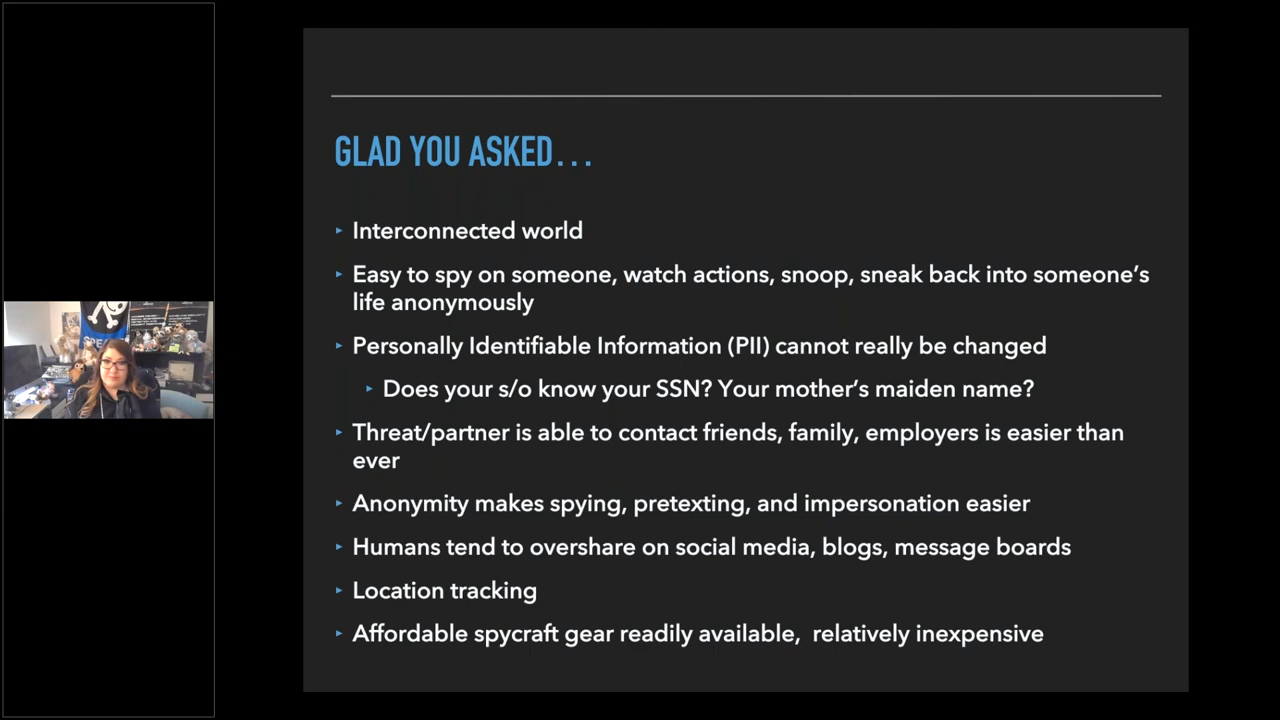 GLAD YOU ASKED...
Interconnected world
Easy to spy on someone, watch actions, snoop, sneak back into someone’s
life anonymously
Personally Identifiable Information (PII) cannot really be changed
Does your s/o know your SSN? Your mother’s maiden name?
Threat/partner is able to contact friends, family, employers is easier than
ever
Anonymity makes spying, pretexting, and impersonation easier
Humans tend to overshare on social media, blogs, message boards
Location tracking
Affordable spycraft gear readily available,  relatively inexpensive